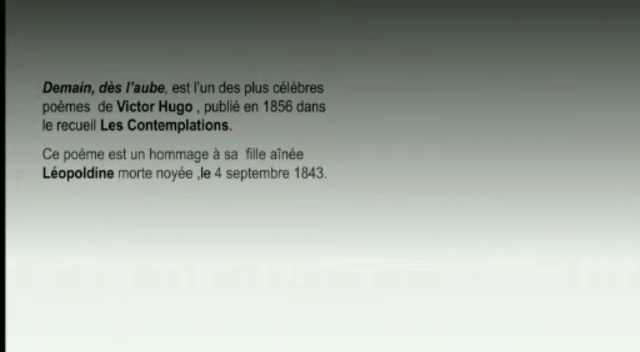 Demain, dès l'aube, est l'un des plus célèbres
poèmes de Victor Hugo , publié en 1856 dans
le recueil Les Contemplations.
Ce poème est un hommage à sa fille aînée
Léopoldine morte noyée ,le 4 septembre 1843.